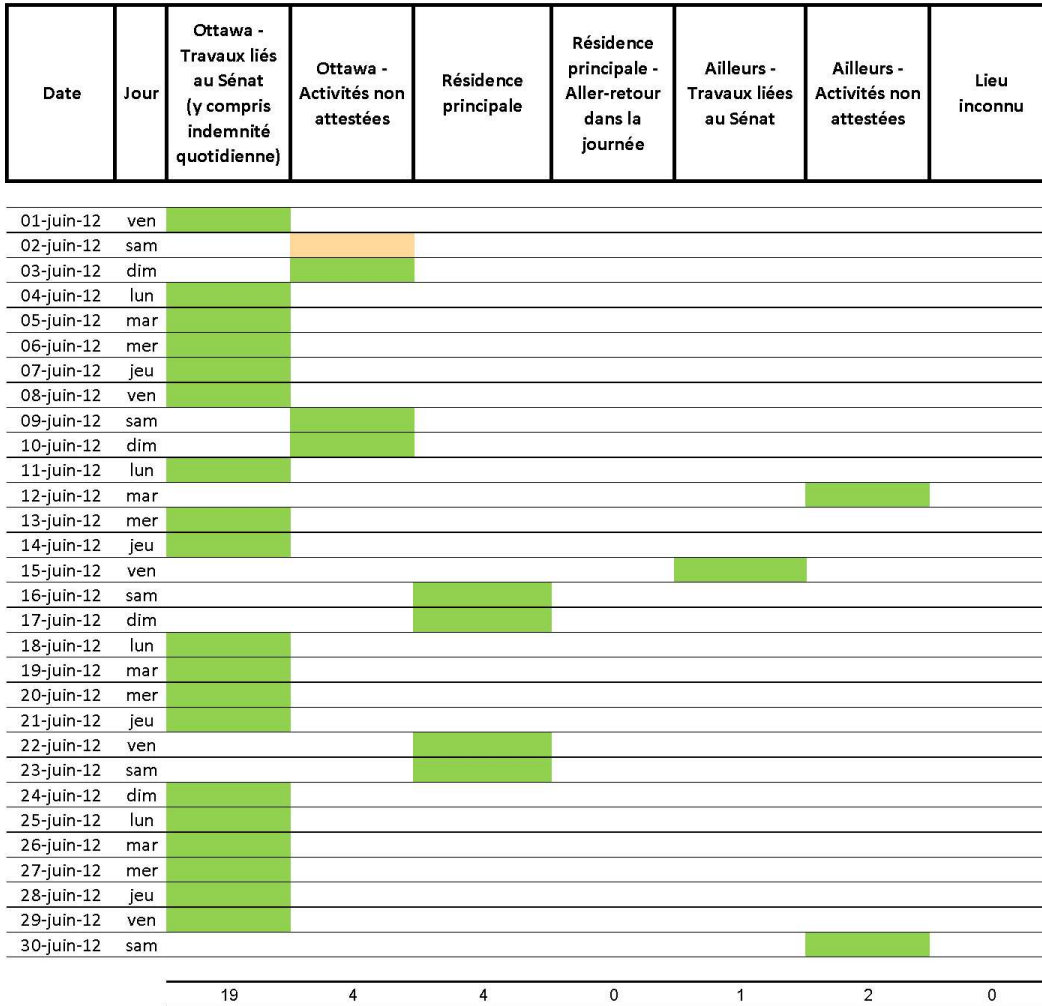 Date
Jour
Ottawa -
Travaux liés
au Sénat
(y compris
indemnité
quotidienne)
Ottawa -
Activités non
attestées
Résidence
principale
Résidence
principale -
Aller-retour
dans la
journée
Ailleurs -
Travaux liées
au Sénat
Ailleurs -
Activités non
attestées
Lieu
inconnu
01-juin-12 ven
02-juin-12 sam
03-juin-12 dim
04-juin-12 lun
05-juin-12 mar
06-juin-12 mer
07-juin-12 jeu
08-juin-12 ven
09-juin-12 sam
10-juin-12 dim
11-juin-12 lun
12-juin-12 mar
13-juin-12 mer
14-juin-12 jeu
15-juin-12 ven
16-juin-12 sam
17-juin-12 dim
18-juin-12 lun
19-juin-12 mar
20-juin-12 mer
21-juin-12 jeu
22-juin-12 ven
23-juin-12 sam
24-juin-12 dim
25-juin-12 lun
26-juin-12 mar
27-juin-12 mer
28-juin-12 jeu
29-juin-12 ven
30-juin-12 sam
19 4 4 0 1 2 0